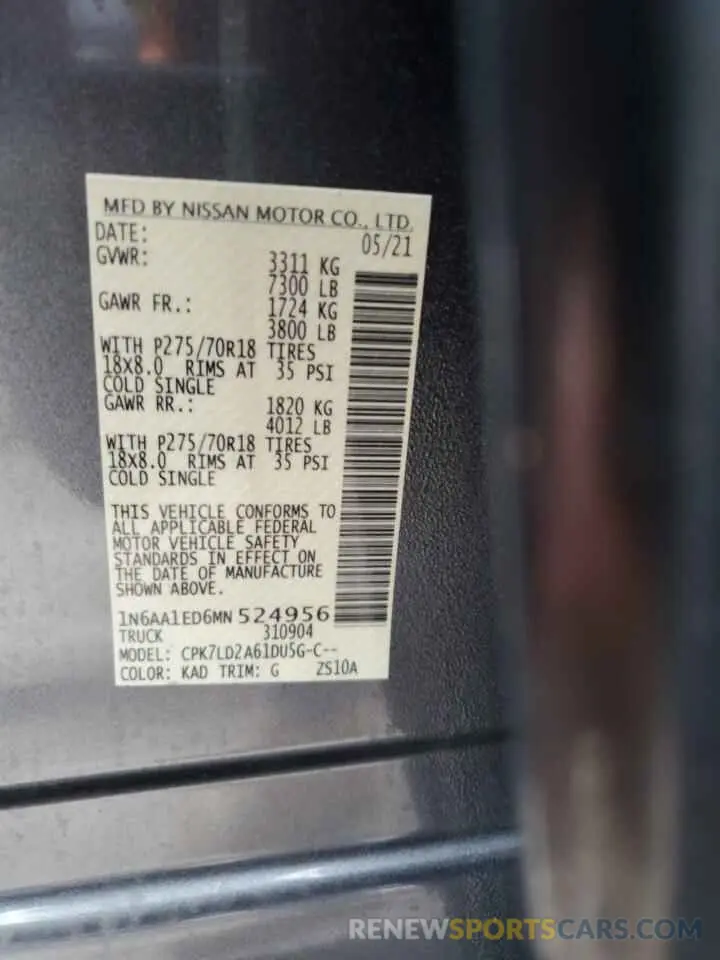 MFD BY NISSAN MOTOR CO., LTD.
DATE: 05/21
GVWR: 3311 KG
7300 LB
GAWR FR.: 1724 KG
3800 LB
WITH P275/70R18 TIRES
18X8.0 RIMS AT 35 PSI
COLD SINGLE
GAWR RR.: 1820 KG
4012 LB
WITH P275/70R18 TIRES
18X8.0 RIMS AT 35 PSI
COLD SINGLE
THIS VEHICLE CONFORMS TO
ALL APPLICABLE FEDERAL
MOTOR VEHICLE SAFETY
STANDARDS IN EFFECT ON
THE DATE OF MANUFACTURE
SHOWN ABOVE.
1N6AA1ED6MN 524956
TRUCK 310904
MODEL: CPK7LD2A61DU5G-C--
COLOR: KAD TRIM: G ZS10A
RENEWSPORTSCARS.COM